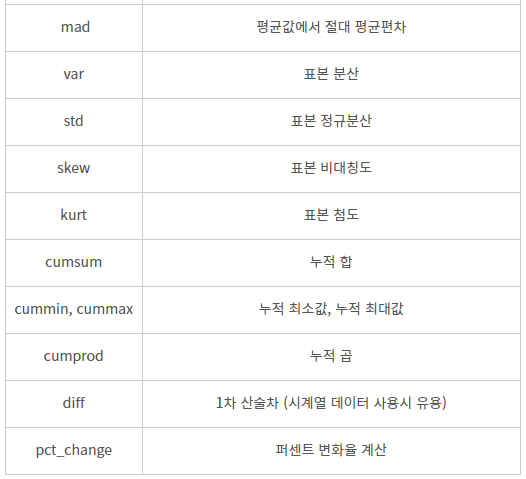 mad 평균값에서 절대 평균편차
var 표본 분산
std 표본 정규분산
skew 표본 비대칭도
kurt 표본 첨도
cumsum 누적 합
cummin, cummax 누적 최소값, 누적 최대값
cumprod 누적 곱
diff 1차 산술차 (시계열 데이터 사용시 유용)
pct_change 퍼센트 변화율 계산